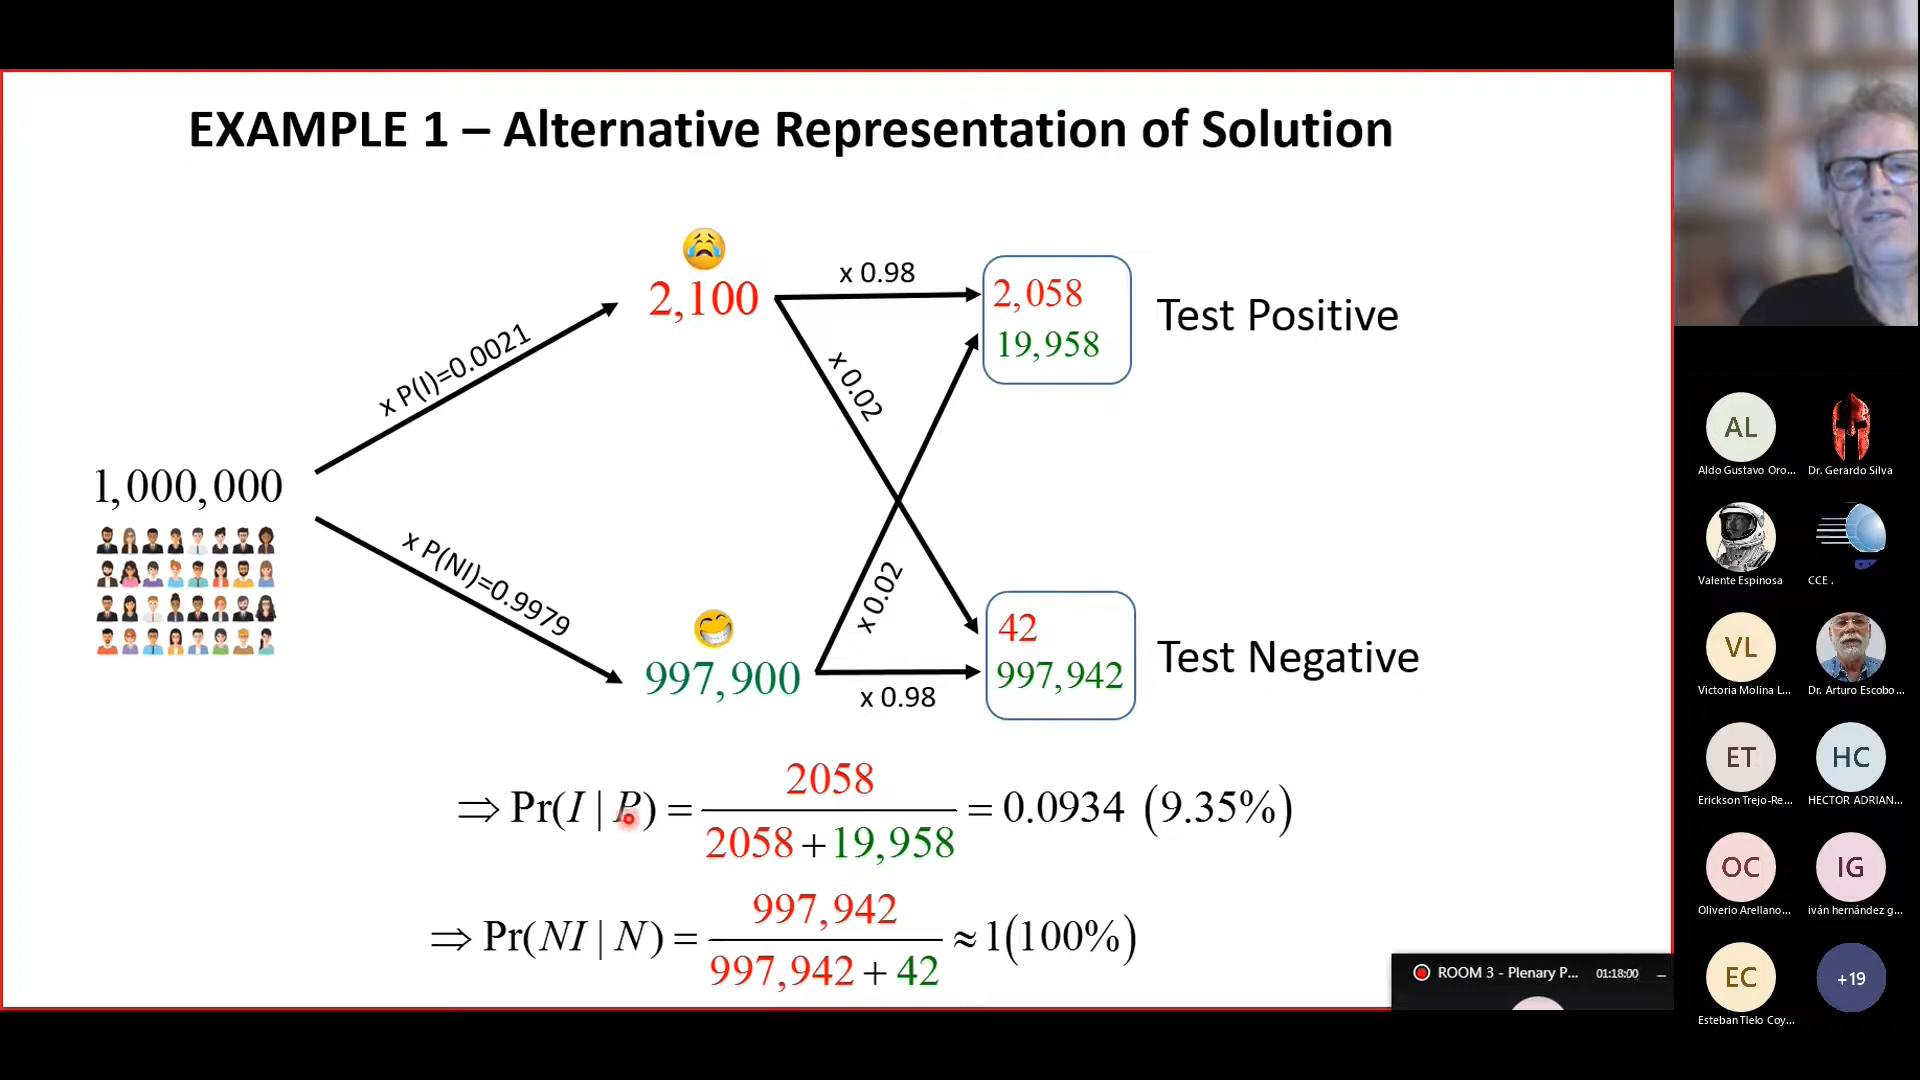 EXAMPLE 1 – Alternative Representation of Solution
x 0.98
2,100
2,058
19,958
Test Positive
x P(I)=0.0021
x 0.02
1,000,000
x P(NI)=0.9979
x 0.02
997,900
x 0.98
42
997,942
Test Negative
⇒ Pr(I | P) = 2058 / 2058 + 19,958 = 0.0934 (9.35%)
⇒ Pr(NI | N) = 997,942 / 997,942 + 42 ≈ 1(100%)
ROOM 3 - Plenary P... 01:18:00
AL
Aldo Gustavo Oro... Dr. Gerardo Silva
Valente Espinosa CCE .
VL
Victoria Molina L... Dr. Arturo Escobo...
ET HC
Erickson Trejo-Re... HECTOR ADRIAN...
OC IG
Oliverio Arellano... iván hernández g...
EC +19
Esteban Tlelo Coy...